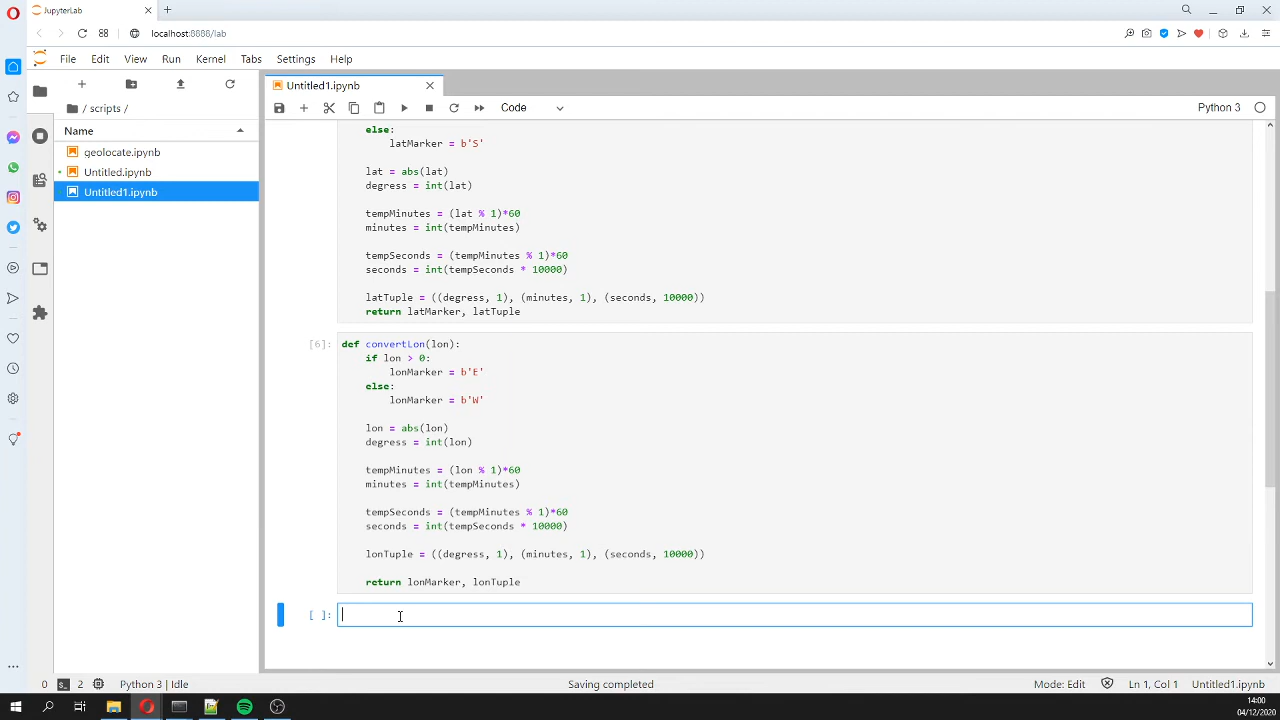 JupyterLab
localhost:8888/lab
File Edit View Run Kernel Tabs Settings Help
Untitled1.ipynb
/ scripts /
Code
Python 3
Name
geolocate.ipynb
Untitled.ipynb
Untitled1.ipynb
else:
latMarker = b'S'
lat = abs(lat)
degress = int(lat)
tempMinutes = (lat % 1)*60
minutes = int(tempMinutes)
tempSeconds = (tempMinutes % 1)*60
seconds = int(tempSeconds * 10000)
latTuple = ((degress, 1), (minutes, 1), (seconds, 10000))
return latMarker, latTuple
[6]: def convertLon(lon):
if lon > 0:
lonMarker = b'E'
else:
lonMarker = b'W'
lon = abs(lon)
degress = int(lon)
tempMinutes = (lon % 1)*60
minutes = int(tempMinutes)
tempSeconds = (tempMinutes % 1)*60
seconds = int(tempSeconds * 10000)
lonTuple = ((degress, 1), (minutes, 1), (seconds, 10000))
return lonMarker, lonTuple
[ ]:
0 2 Python 3 | Idle Saving completed Mode: Edit Ln 1, Col 1 Untitled1.ipynb
14:00
04/12/2020